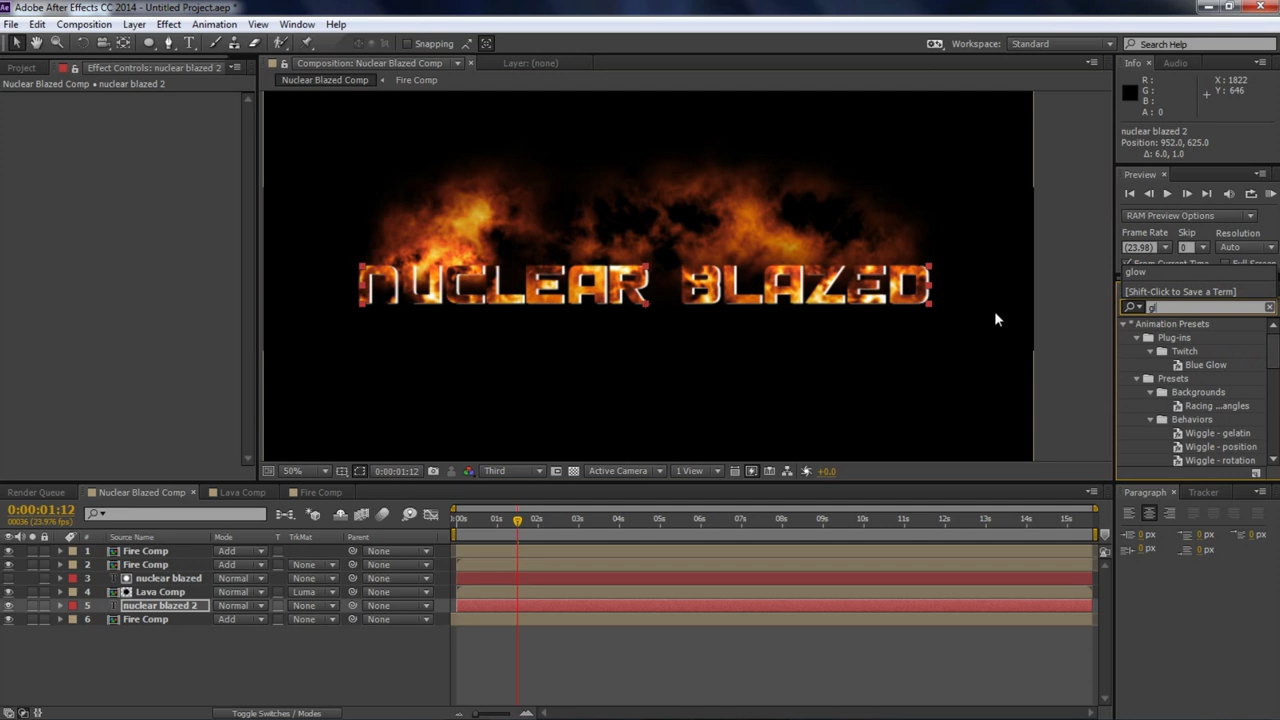 Adobe After Effects CC 2014 - Untitled Project.aep *
File Edit Composition Layer Effect Animation View Window Help
Snapping
Workspace: Standard
Search Help
Project Effect Controls: nuclear blazed 2
Nuclear Blazed Comp • nuclear blazed 2
Composition: Nuclear Blazed Comp
Layer: (none)
Nuclear Blazed Comp Fire Comp
NUCLEAR BLAZED
50% 0:00:01:12 Third Active Camera 1 View +0.0
Info Audio
R : X : 1822
G : Y : 646
B :
A : 0
nuclear blazed 2
Position: 952.0, 625.0
Δ: 6.0, 1.0
Preview
RAM Preview Options
Frame Rate Skip Resolution
(23.98) 0 Auto
From Current Time Full Screen
glow
[Shift-Click to Save a Term]
gl
* Animation Presets
Plug-ins
Twitch
Blue Glow
Presets
Backgrounds
Racing ...angles
Behaviors
Wiggle - gelatin
Wiggle - position
Wiggle - rotation
Render Queue Nuclear Blazed Comp Lava Comp Fire Comp
0:00:01:12
00036 (23.976 fps)
# Source Name Mode T TrkMat Parent
1 Fire Comp Add None
2 Fire Comp Add None None
3 nuclear blazed Normal None None
4 Lava Comp Normal Luma None
5 nuclear blazed 2 Normal None None
6 Fire Comp Add None None
:00s 01s 02s 03s 04s 05s 06s 07s 08s 09s 10s 11s 12s 13s 14s 15s
Toggle Switches / Modes
Paragraph Tracker
0 px 0 px 0 px
0 px 0 px